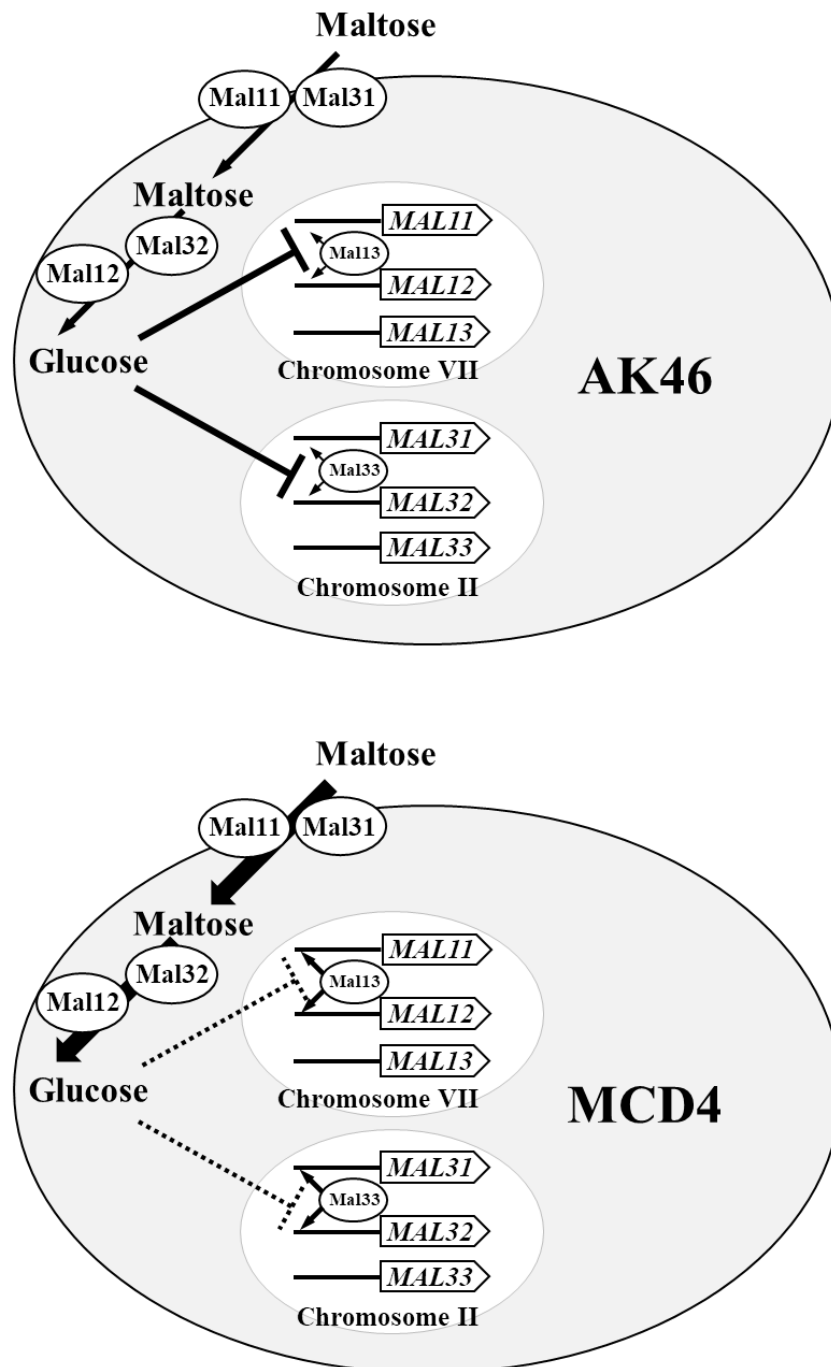 Maltose
Mal11 Mal31
Maltose
Mal32
Mal12
Glucose
MAL11
Mal13
MAL12
MAL13
Chromosome VII
AK46
MAL31
Mal33
MAL32
MAL33
Chromosome II
Maltose
Mal11 Mal31
Maltose
Mal32
Mal12
Glucose
MAL11
Mal13
MAL12
MAL13
Chromosome VII
MCD4
MAL31
Mal33
MAL32
MAL33
Chromosome II